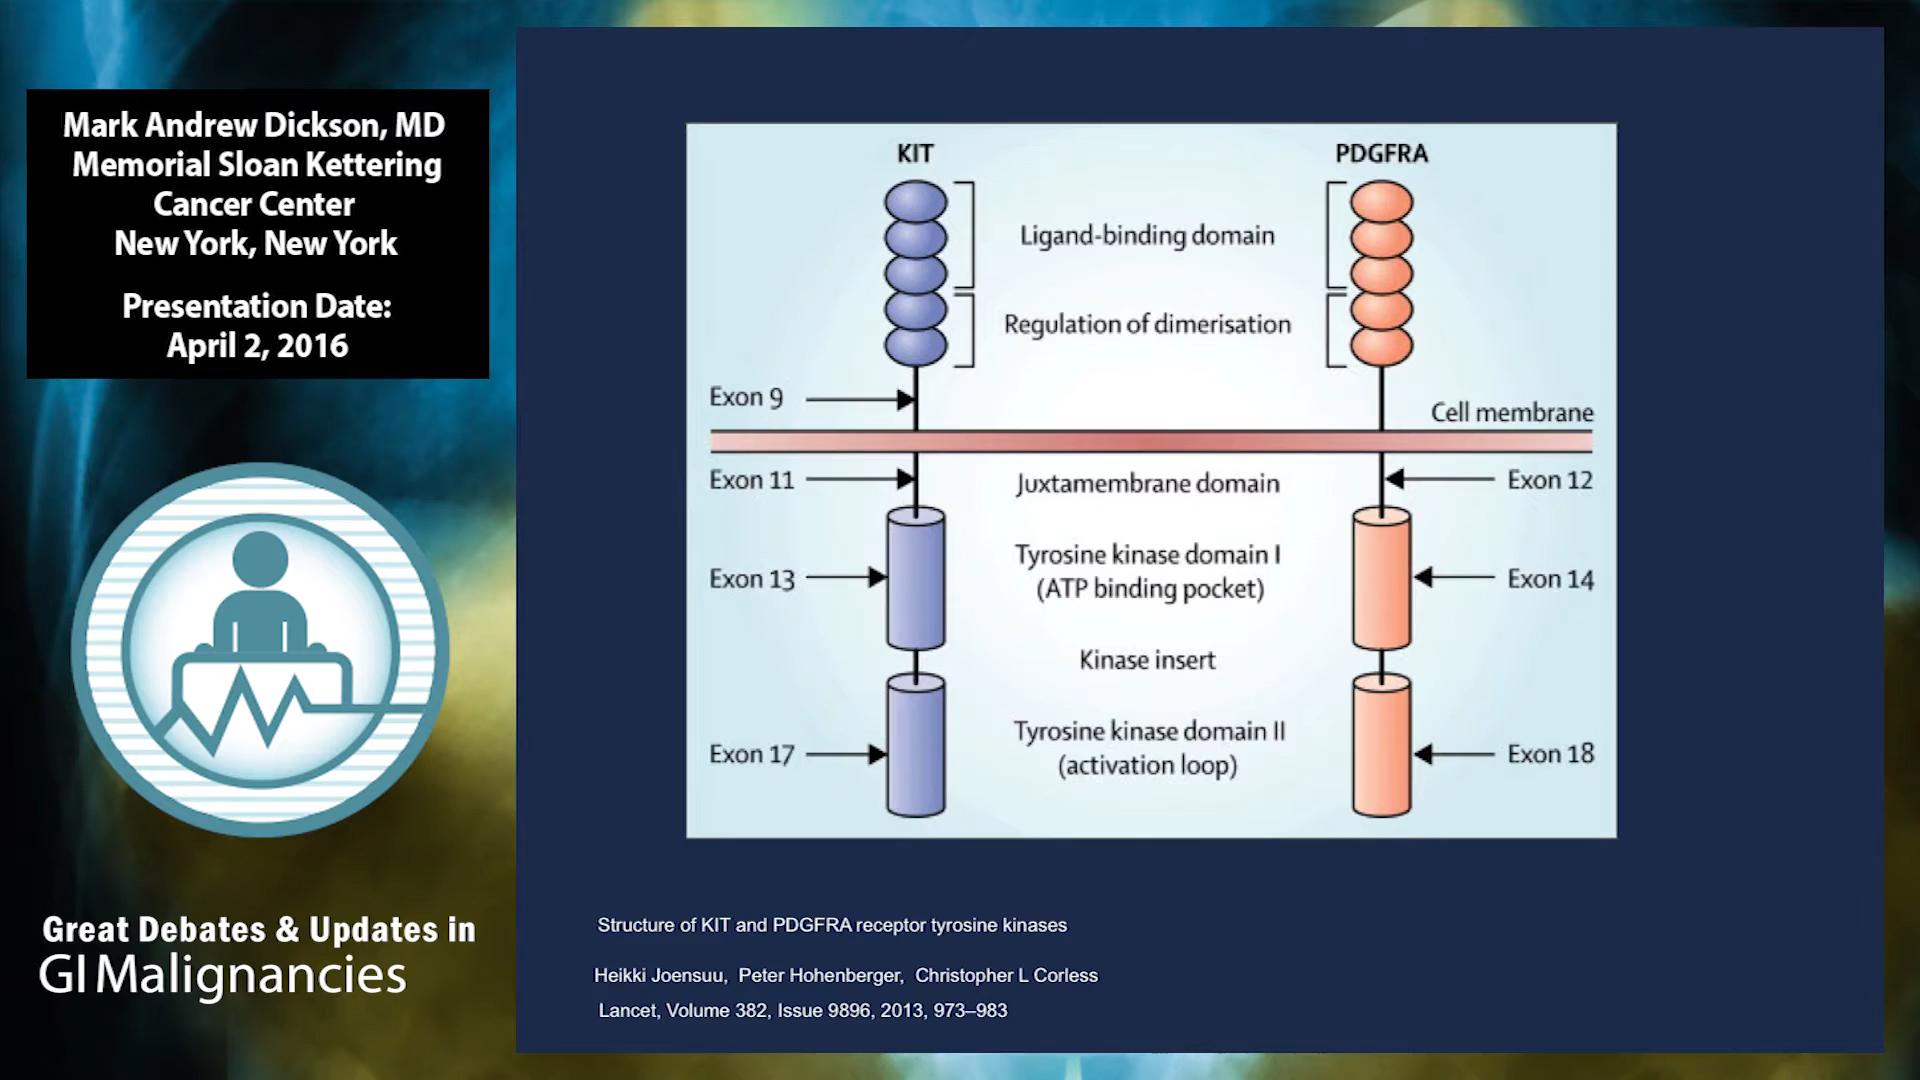 Mark Andrew Dickson, MD
Memorial Sloan Kettering
Cancer Center
New York, New York
Presentation Date:
April 2, 2016
Great Debates & Updates in
GI Malignancies
KIT
PDGFRA
Ligand-binding domain
Regulation of dimerisation
Exon 9
Cell membrane
Exon 11
Juxtamembrane domain
Exon 12
Exon 13
Tyrosine kinase domain I
(ATP binding pocket)
Exon 14
Kinase insert
Exon 17
Tyrosine kinase domain II
(activation loop)
Exon 18
Structure of KIT and PDGFRA receptor tyrosine kinases
Heikki Joensuu, Peter Hohenberger, Christopher L Corless
Lancet, Volume 382, Issue 9896, 2013, 973–983